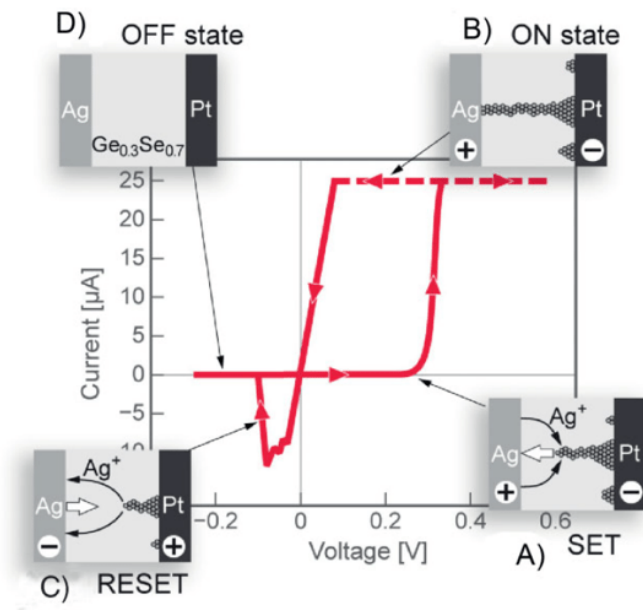 D) OFF state
B) ON state
Ag
Pt
Ge0.3Se0.7
Ag
Pt
+
−
25
20
15
10
5
0
−5
10
Current [µA]
Ag+
Ag
Pt
−
+
C) RESET
Ag+
Ag
Pt
+
−
A) SET
−0.2
0
0.2
0.4
0.6
Voltage [V]